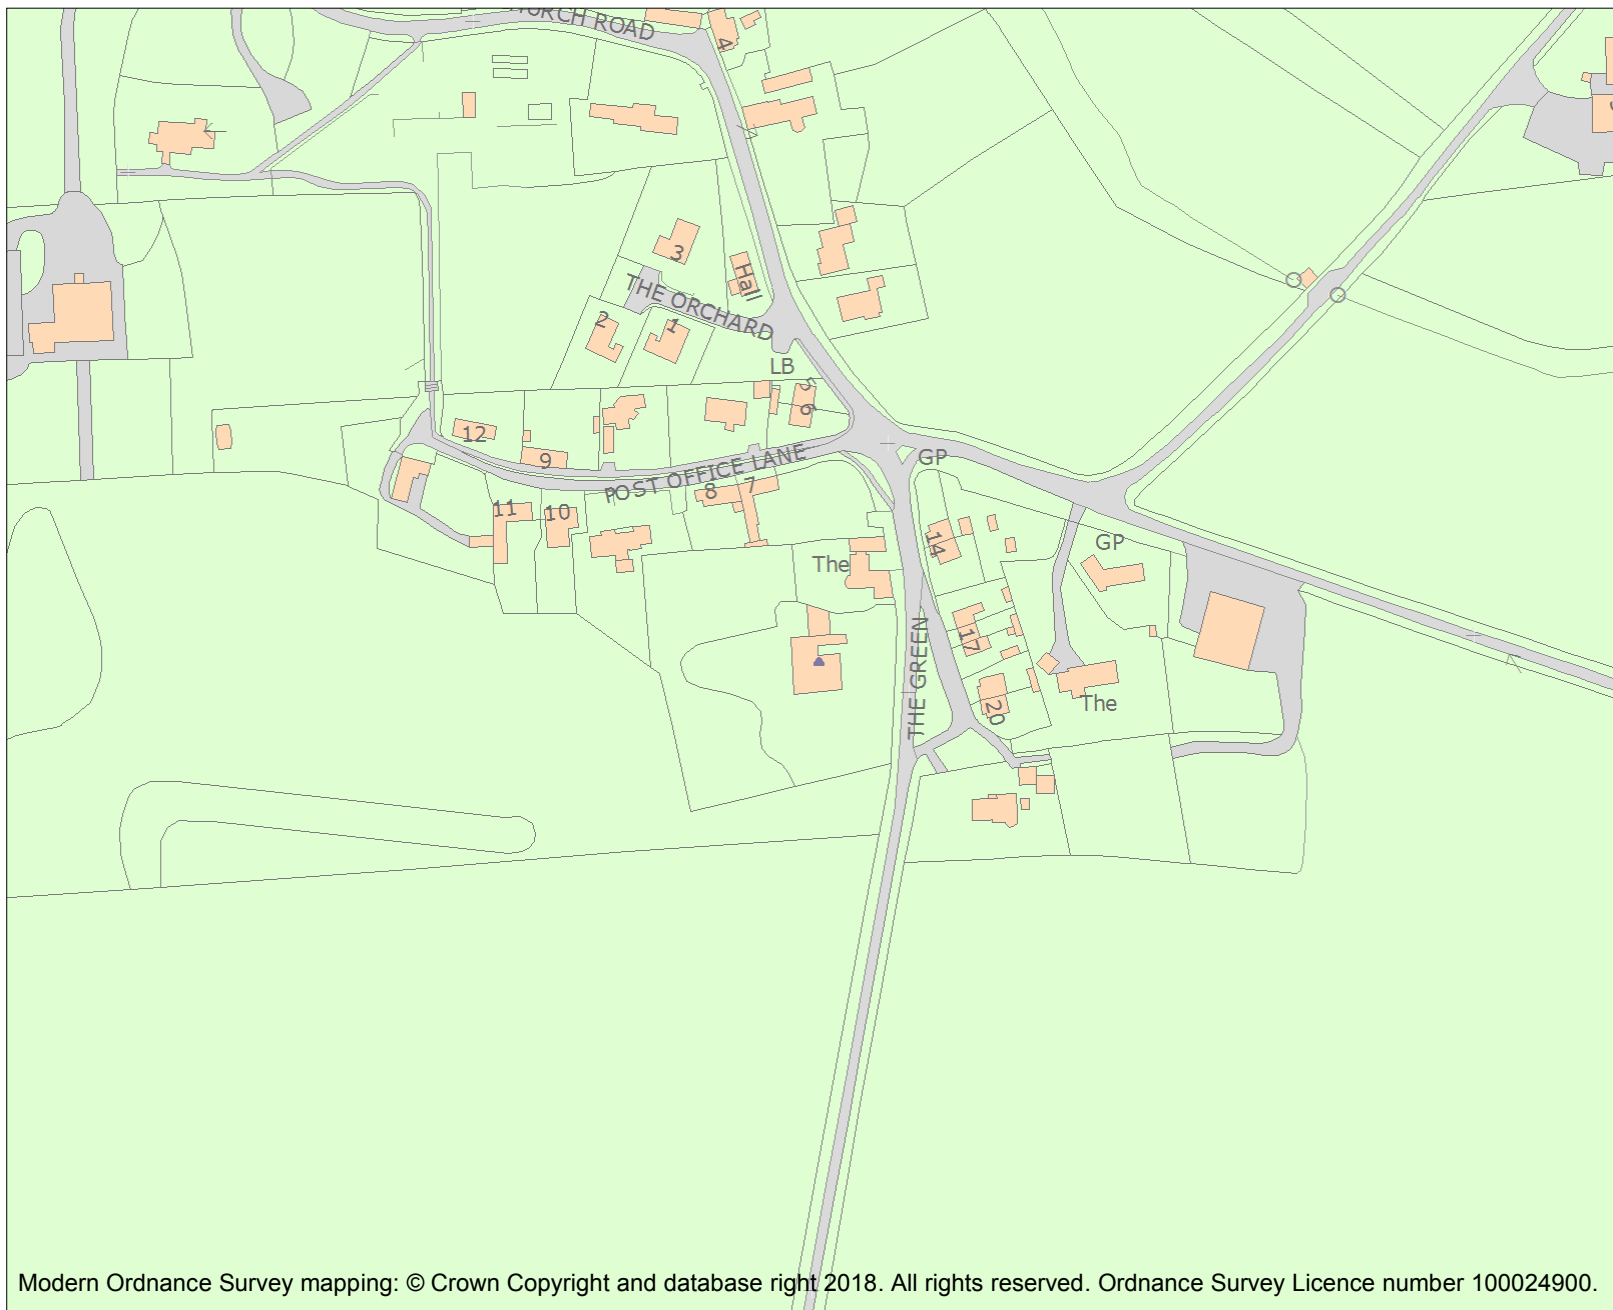 CHURCH ROAD
4
3
Hall
THE ORCHARD
2
1
LB
5
6
12
9
POST OFFICE LANE
GP
8
7
11
10
14
The
GP
17
THE GREEN
20
The
Modern Ordnance Survey mapping: © Crown Copyright and database right 2018. All rights reserved. Ordnance Survey Licence number 100024900.